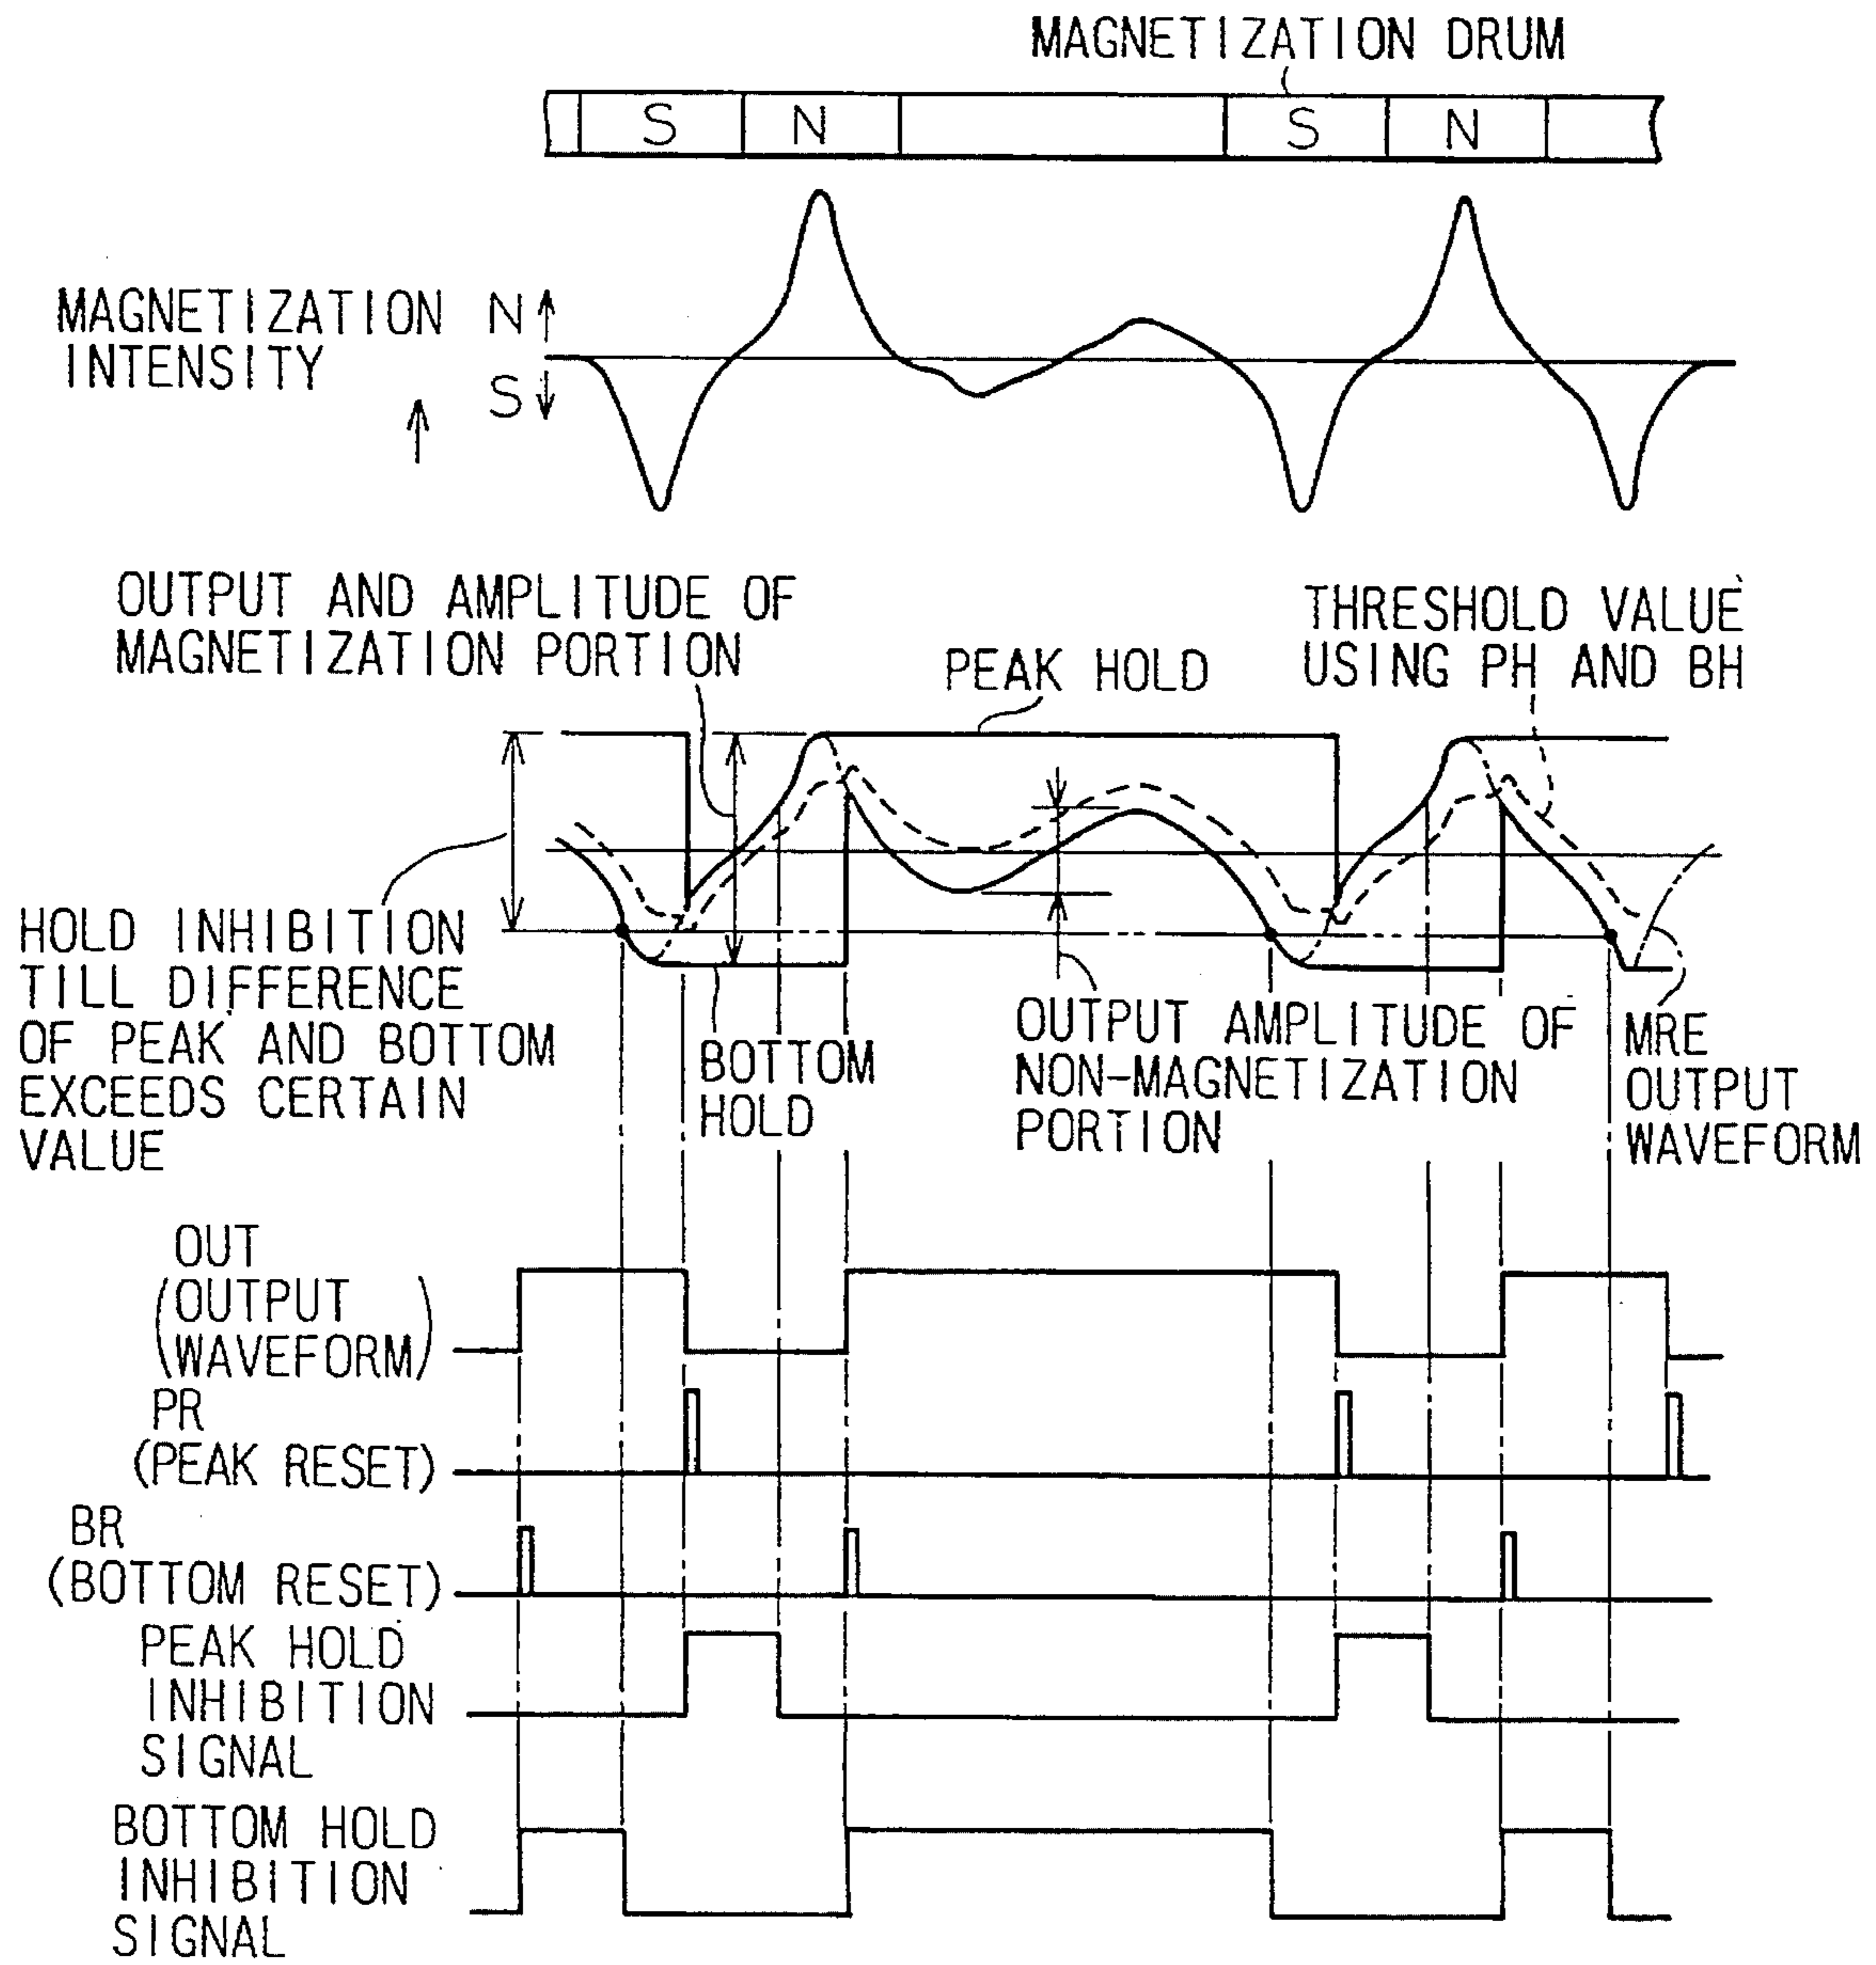 MAGNETIZATION DRUM
S N S N
MAGNETIZATION
INTENSITY
N
S
OUTPUT AND AMPLITUDE OF
MAGNETIZATION PORTION
PEAK HOLD
THRESHOLD VALUE
USING PH AND BH
HOLD INHIBITION
TILL DIFFERENCE
OF PEAK AND BOTTOM
EXCEEDS CERTAIN
VALUE
BOTTOM
HOLD
OUTPUT AMPLITUDE OF
NON-MAGNETIZATION
PORTION
MRE
OUTPUT
WAVEFORM
OUT
(OUTPUT
WAVEFORM)
PR
(PEAK RESET)
BR
(BOTTOM RESET)
PEAK HOLD
INHIBITION
SIGNAL
BOTTOM HOLD
INHIBITION
SIGNAL